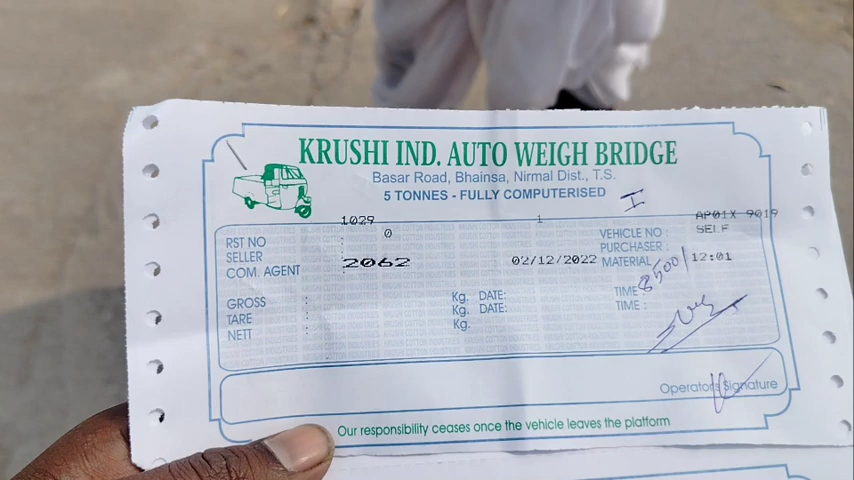 KRUSHI IND. AUTO WEIGH BRIDGE
Basar Road, Bhainsa, Nirmal Dist., T.S.
5 TONNES - FULLY COMPUTERISED
I
1029 1 AP01X 9019
RST NO : 0 VEHICLE NO : SELF
SELLER : PURCHASER :
COM. AGENT : 2062 02/12/2022 MATERIAL 12:01
8500/
GROSS : Kg. DATE: TIME :
TARE : Kg. DATE: TIME :
NETT : Kg.
Operators Signature
Our responsibility ceases once the vehicle leaves the platform